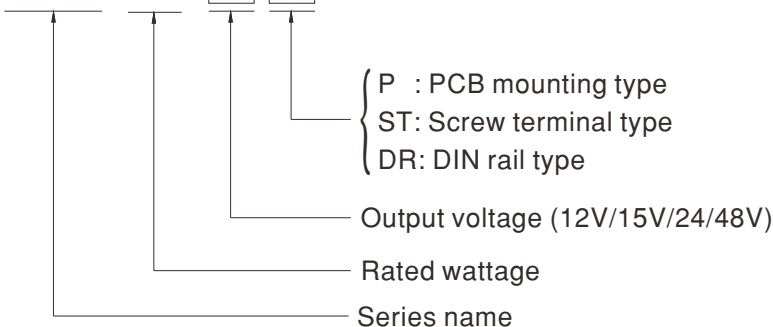 P : PCB mounting type
ST: Screw terminal type
DR: DIN rail type
Output voltage (12V/15V/24/48V)
Rated wattage
Series name